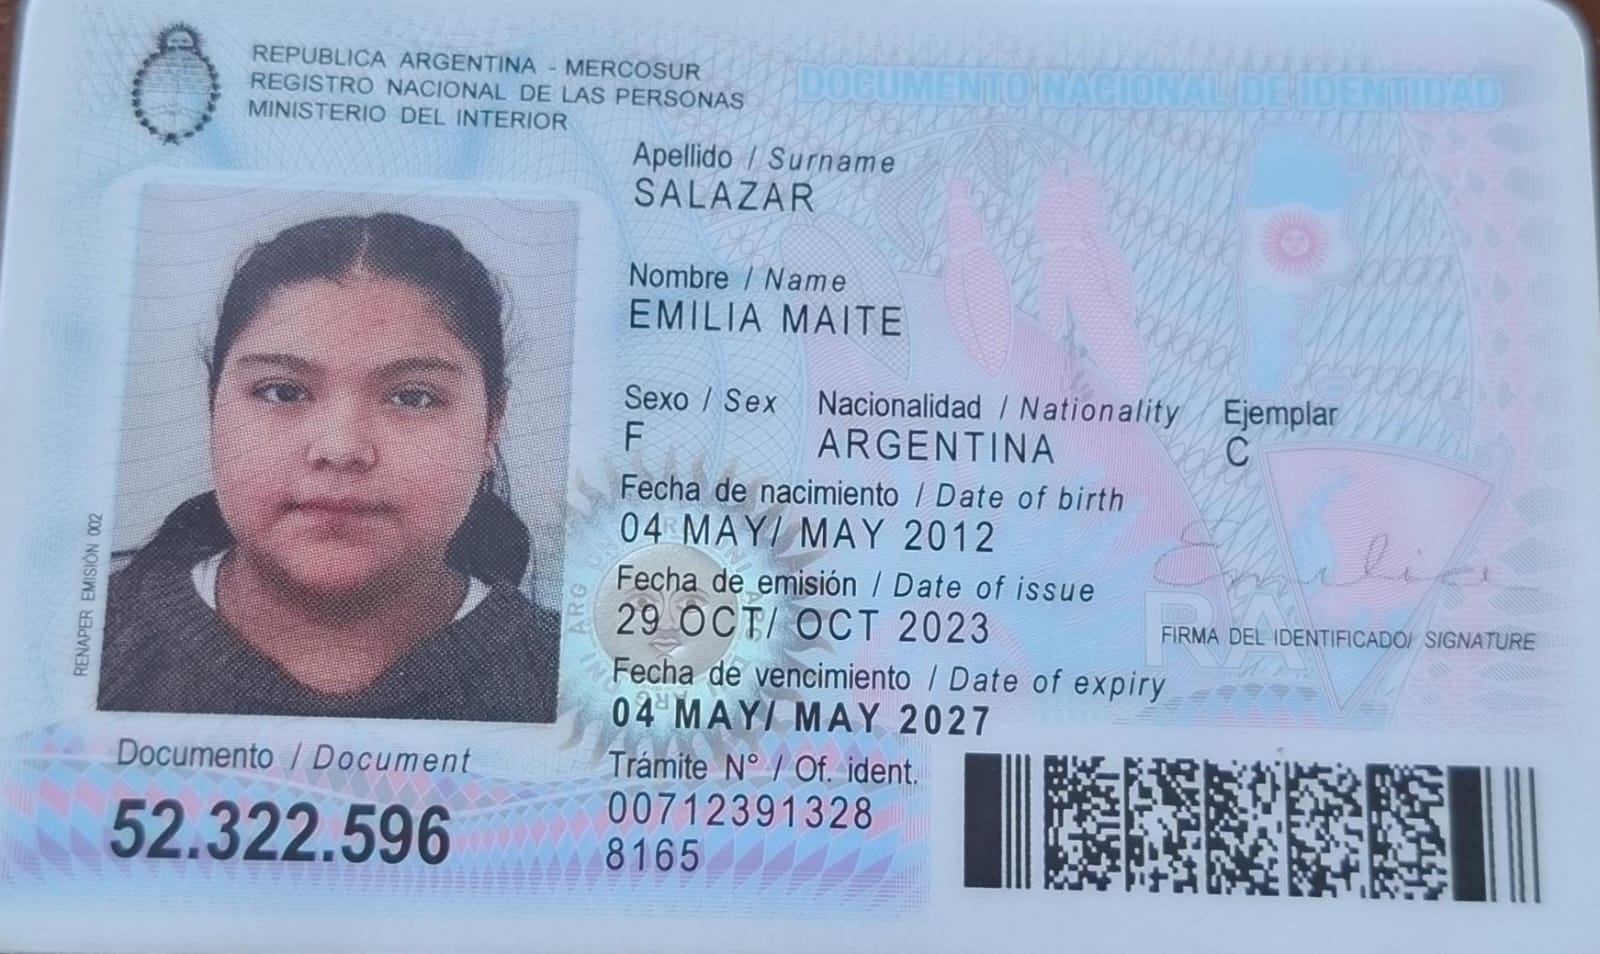 REPUBLICA ARGENTINA - MERCOSUR
REGISTRO NACIONAL DE LAS PERSONAS
MINISTERIO DEL INTERIOR
DOCUMENTO NACIONAL DE IDENTIDAD
Apellido / Surname
SALAZAR
Nombre / Name
EMILIA MAITE
Sexo / Sex Nacionalidad / Nationality Ejemplar
F ARGENTINA C
Fecha de nacimiento / Date of birth
04 MAY/ MAY 2012
Fecha de emisión / Date of issue
29 OCT/ OCT 2023
Fecha de vencimiento / Date of expiry
04 MAY/ MAY 2027
Emilia
RA
FIRMA DEL IDENTIFICADO/ SIGNATURE
RENAPER EMISIÓN 002
Documento / Document
52.322.596
Trámite N° / Of. ident.
00712391328
8165